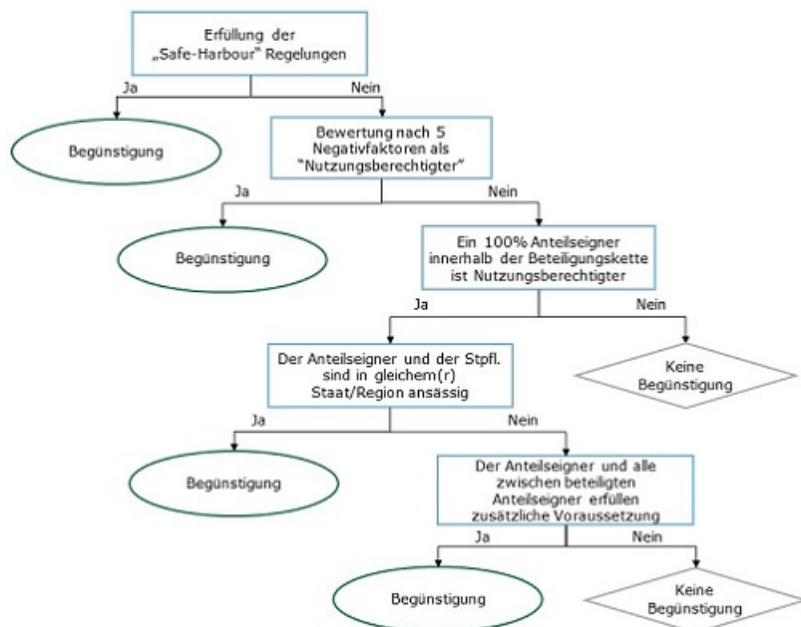 Erfüllung der
„Safe-Harbour“ Regelungen
Ja
Nein
Begünstigung
Bewertung nach 5
Negativfaktoren als
“Nutzungsberechtigter”
Ja
Nein
Begünstigung
Ein 100% Anteilseigner
innerhalb der Beteiligungskette
ist Nutzungsberechtigter
Ja
Nein
Der Anteilseigner und der Stpfl.
sind in gleichem(r)
Staat/Region ansässig
Keine
Begünstigung
Ja
Nein
Begünstigung
Der Anteilseigner und alle
zwischen beteiligten
Anteilseigner erfüllen
zusätzliche Voraussetzung
Ja
Nein
Begünstigung
Keine
Begünstigung